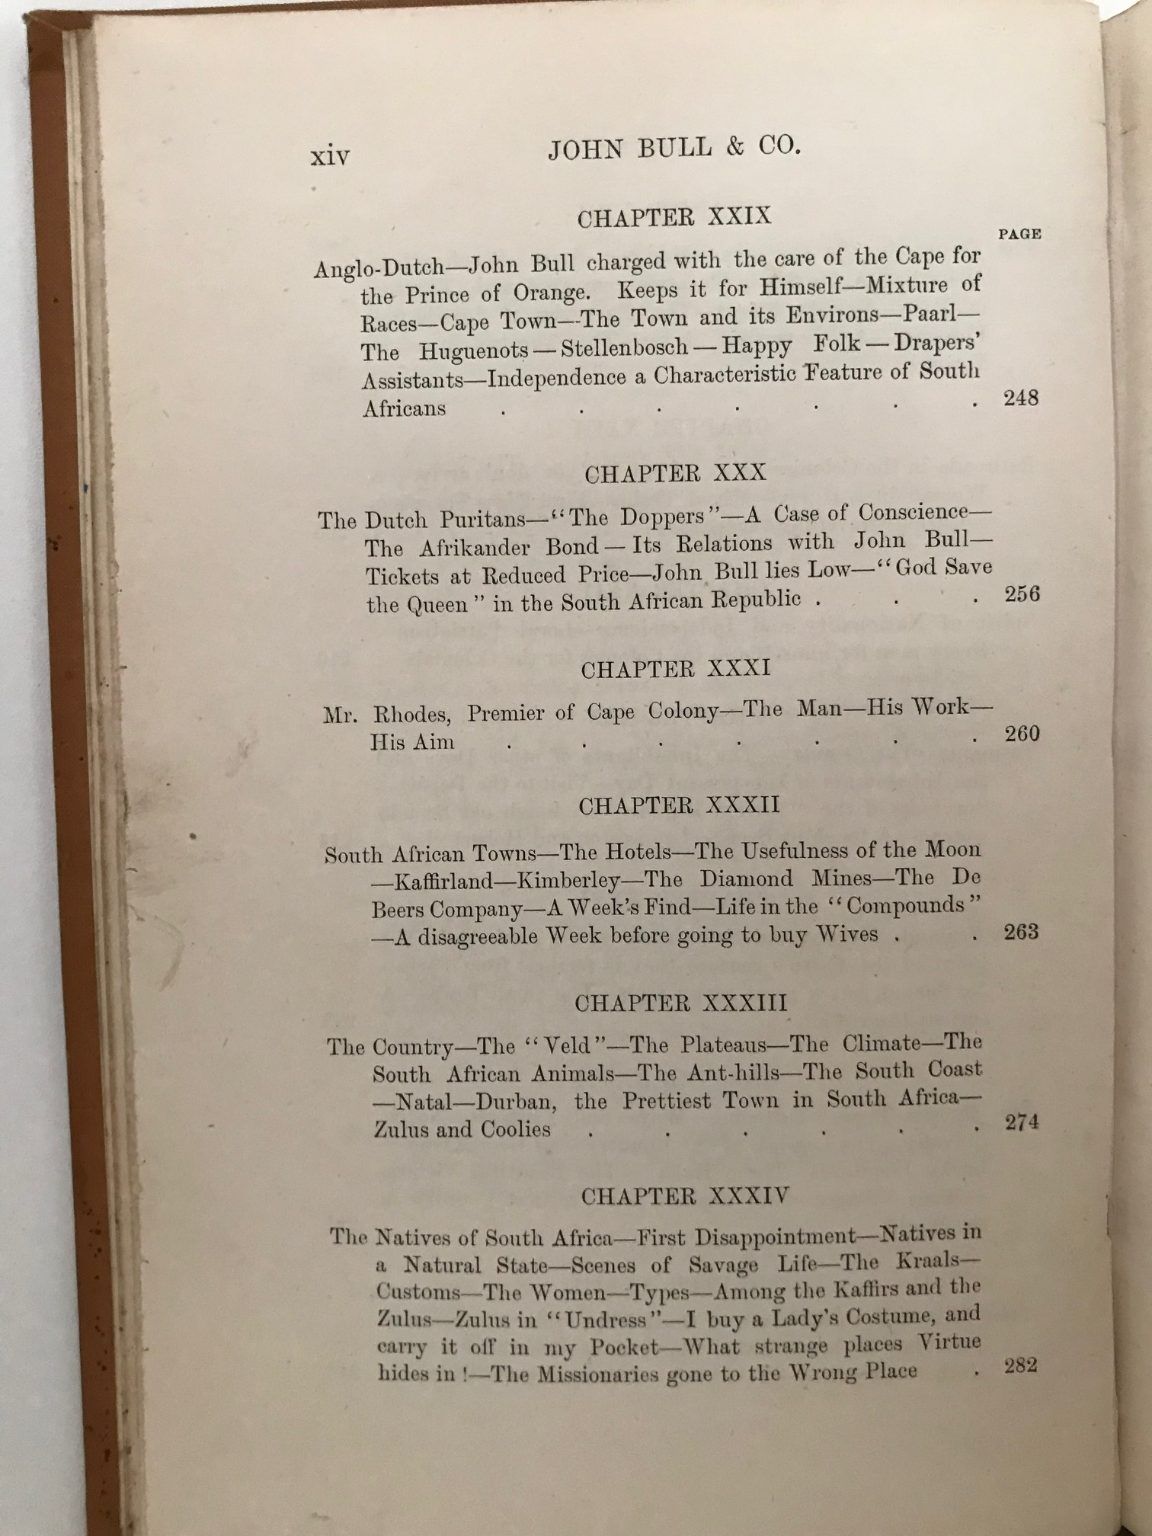 xiv JOHN BULL & CO.
CHAPTER XXIX
PAGE
Anglo-Dutch—John Bull charged with the care of the Cape for
the Prince of Orange. Keeps it for Himself—Mixture of
Races—Cape Town—The Town and its Environs—Paarl—
The Huguenots—Stellenbosch—Happy Folk—Drapers'
Assistants—Independence a Characteristic Feature of South
Africans . . . . . . . 248
CHAPTER XXX
The Dutch Puritans—“The Doppers”—A Case of Conscience—
The Afrikander Bond—Its Relations with John Bull—
Tickets at Reduced Price—John Bull lies Low—“God Save
the Queen” in the South African Republic . . . 256
CHAPTER XXXI
Mr. Rhodes, Premier of Cape Colony—The Man—His Work—
His Aim . . . . . . . 260
CHAPTER XXXII
South African Towns—The Hotels—The Usefulness of the Moon
—Kaffirland—Kimberley—The Diamond Mines—The De
Beers Company—A Week's Find—Life in the “Compounds”
—A disagreeable Week before going to buy Wives . . 263
CHAPTER XXXIII
The Country—The “Veld”—The Plateaus—The Climate—The
South African Animals—The Ant-hills—The South Coast
—Natal—Durban, the Prettiest Town in South Africa—
Zulus and Coolies . . . . . . 274
CHAPTER XXXIV
The Natives of South Africa—First Disappointment—Natives in
a Natural State—Scenes of Savage Life—The Kraals—
Customs—The Women—Types—Among the Kaffirs and the
Zulus—Zulus in “Undress”—I buy a Lady's Costume, and
carry it off in my Pocket—What strange places Virtue
hides in!—The Missionaries gone to the Wrong Place . 282